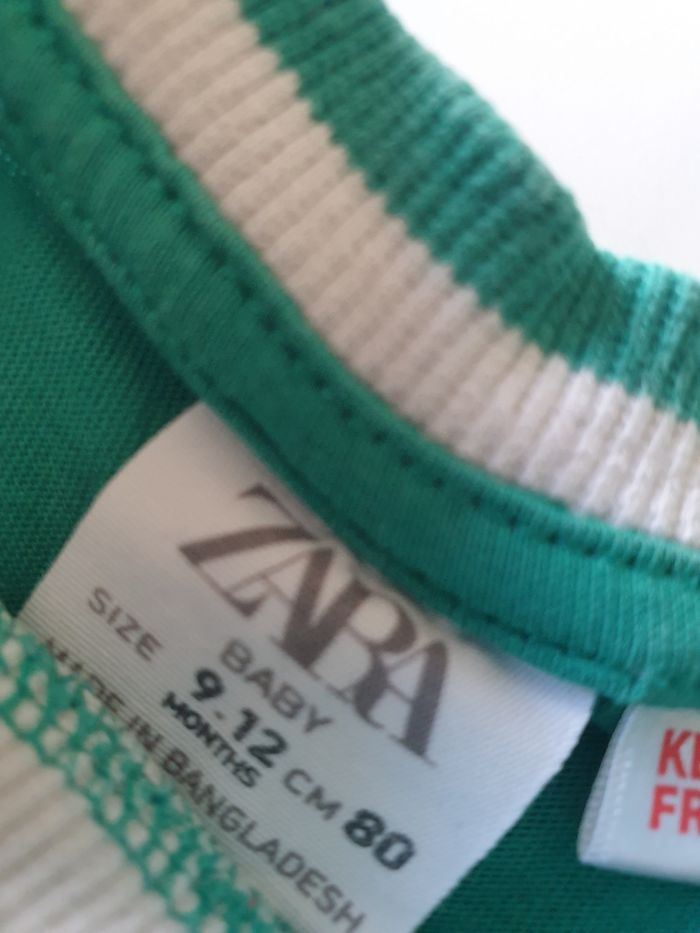 ZARA
BABY
SIZE 9-12 CM 80
MONTHS
MADE IN BANGLADESH